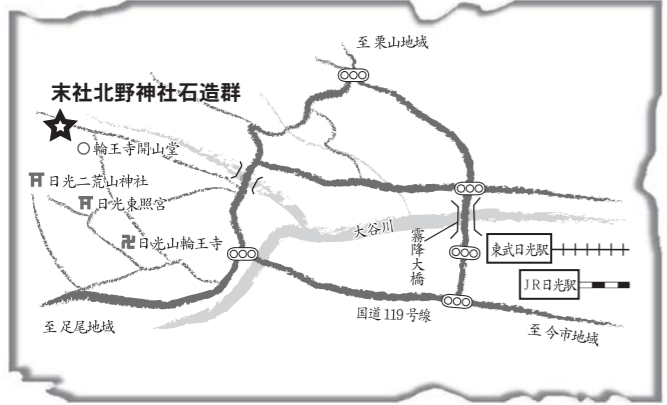 至栗山地域
末社北野神社石造群
輪王寺開山堂
日光二荒山神社
日光東照宮
日光山輪王寺
大谷川
霧降大橋
東武日光駅
JR日光駅
国道119号線
至足尾地域
至今市地域